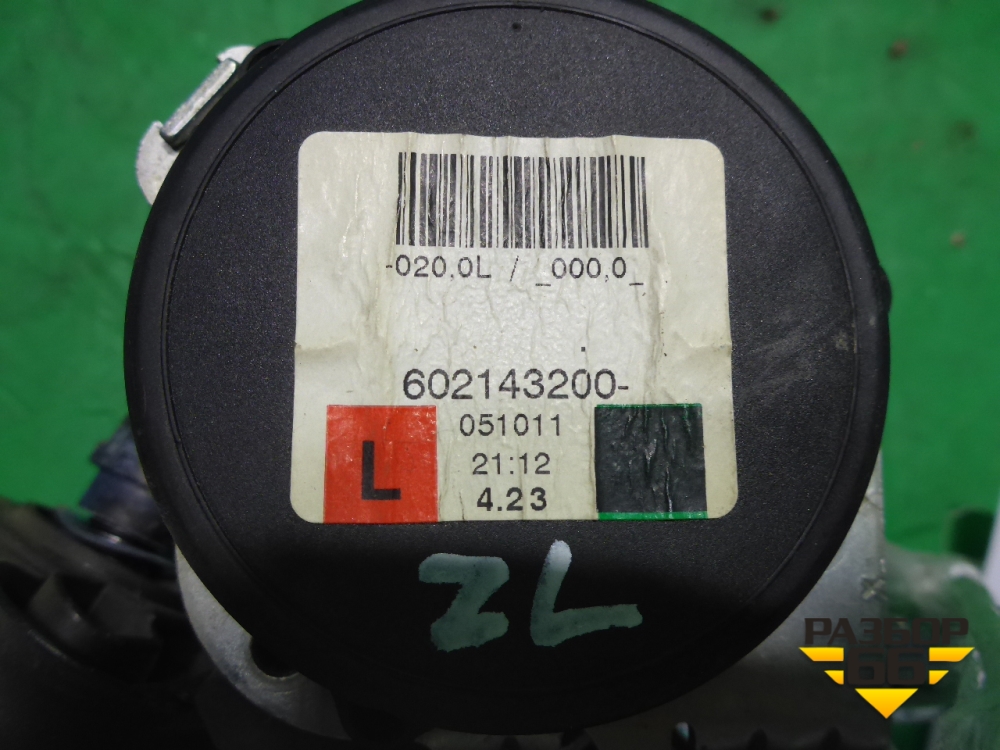 -020,0L / _000,0_
602143200-
051011
L
21:12
4.23
ZL
РАЗБОР
66